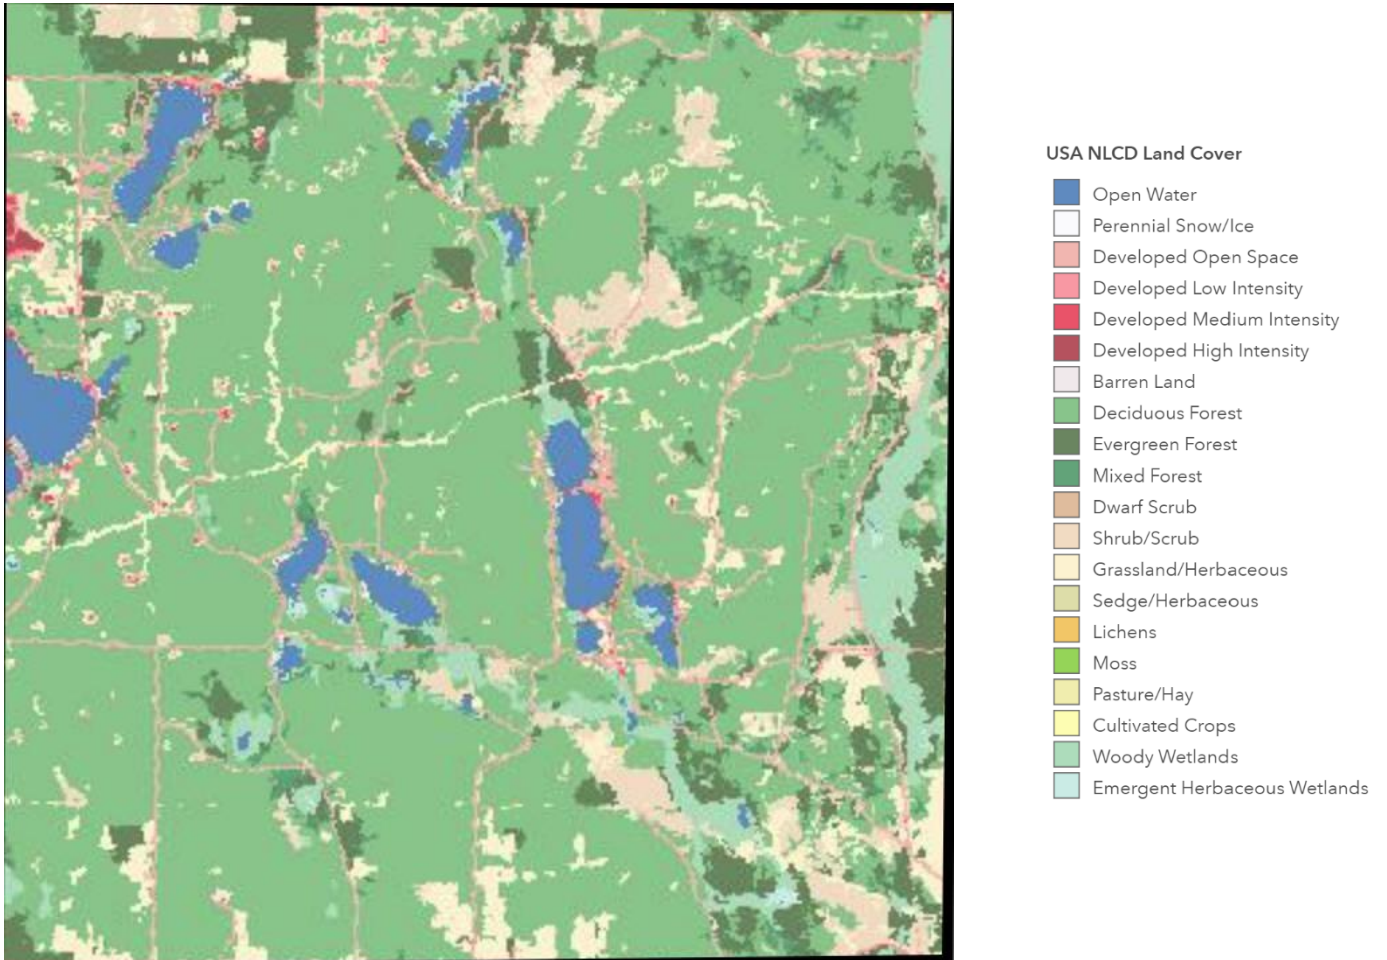 USA NLCD Land Cover
Open Water
Perennial Snow/Ice
Developed Open Space
Developed Low Intensity
Developed Medium Intensity
Developed High Intensity
Barren Land
Deciduous Forest
Evergreen Forest
Mixed Forest
Dwarf Scrub
Shrub/Scrub
Grassland/Herbaceous
Sedge/Herbaceous
Lichens
Moss
Pasture/Hay
Cultivated Crops
Woody Wetlands
Emergent Herbaceous Wetlands